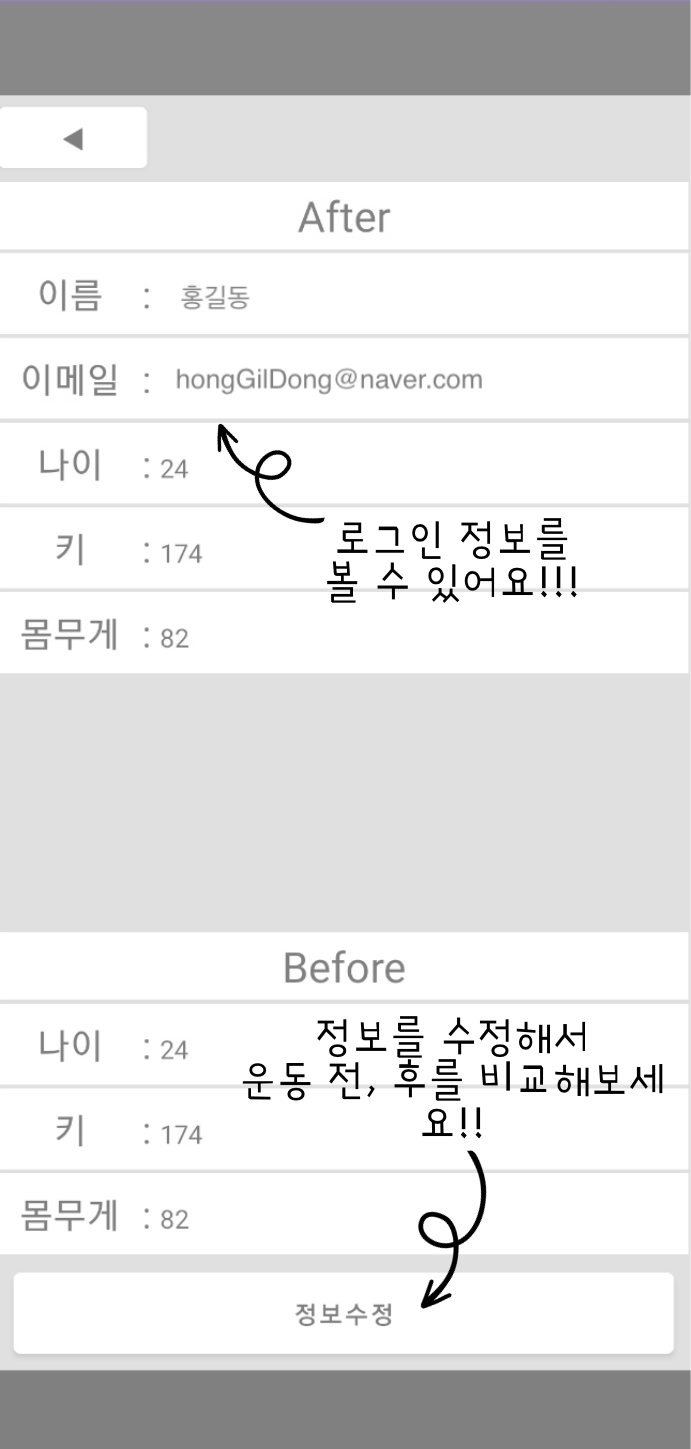 ◀
After
이름 : 홍길동
이메일 : hongGilDong@naver.com
나이 : 24
키 : 174
로그인 정보를
볼 수 있어요!!!
몸무게 : 82
Before
나이 : 24
정보를 수정해서
운동 전, 후를 비교해보세
요!!
키 : 174
몸무게 : 82
정보수정